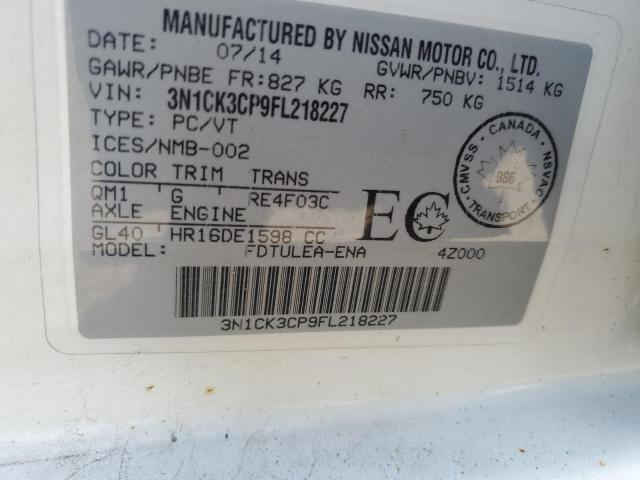 MANUFACTURED BY NISSAN MOTOR CO., LTD.
DATE: 07/14 GVWR/PNBV: 1514 KG
GAWR/PNBE FR: 827 KG RR: 750 KG
VIN: 3N1CK3CP9FL218227
TYPE: PC/VT
ICES/NMB-002
COLOR TRIM TRANS
QM1 G RE4F03C
AXLE ENGINE
GL40 HR16DE1598 CC
MODEL: FDTULEA-ENA 4Z000
EC
CANADA
CMVSS NSVAC
986
TRANSPORT
3N1CK3CP9FL218227